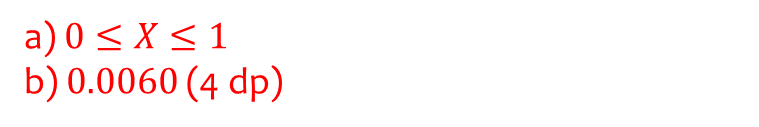 a) 0 ≤ X ≤ 1
b) 0.0060 (4 dp)